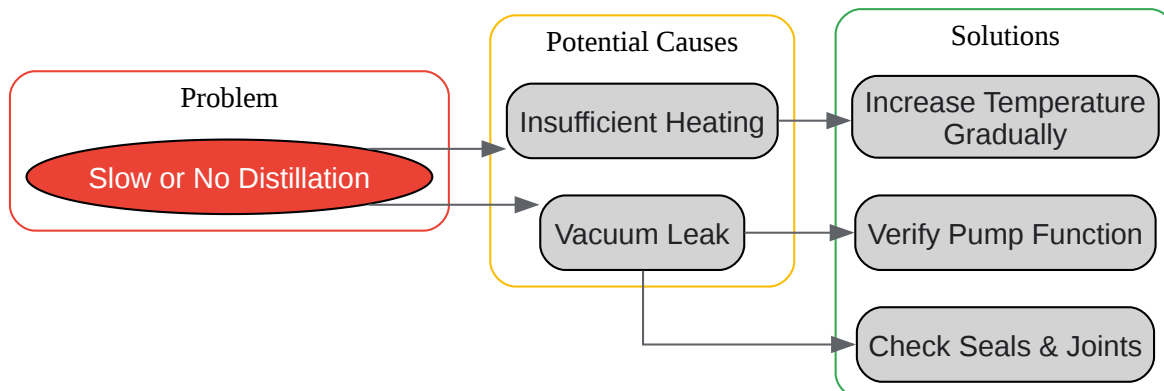 Problem
Slow or No Distillation
Potential Causes
Insufficient Heating
Vacuum Leak
Solutions
Increase Temperature
Gradually
Verify Pump Function
Check Seals & Joints